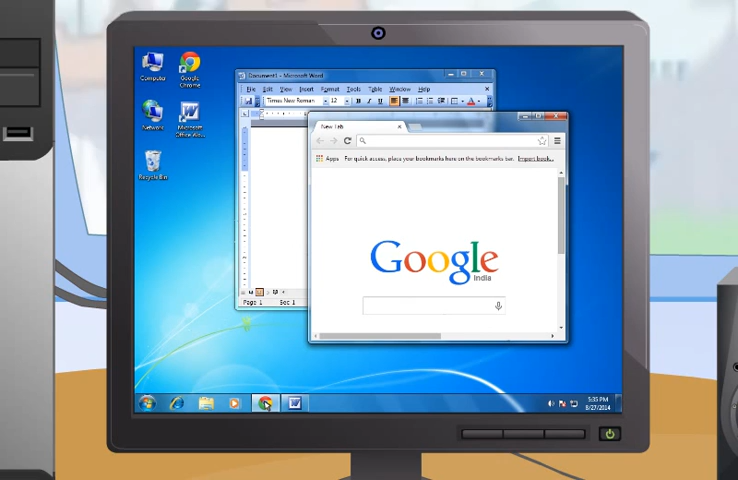 Computer
Google
Chrome
Network
Microsoft
Office Wo...
Recycle Bin
Document1 - Microsoft Word
File Edit View Insert Format Tools Table Window Help
Times New Roman 12 B I U
New Tab
Apps For quick access, place your bookmarks here on the bookmarks bar. Import book...
Google
India
Page 1 Sec 1
5:35 PM
8/27/2014